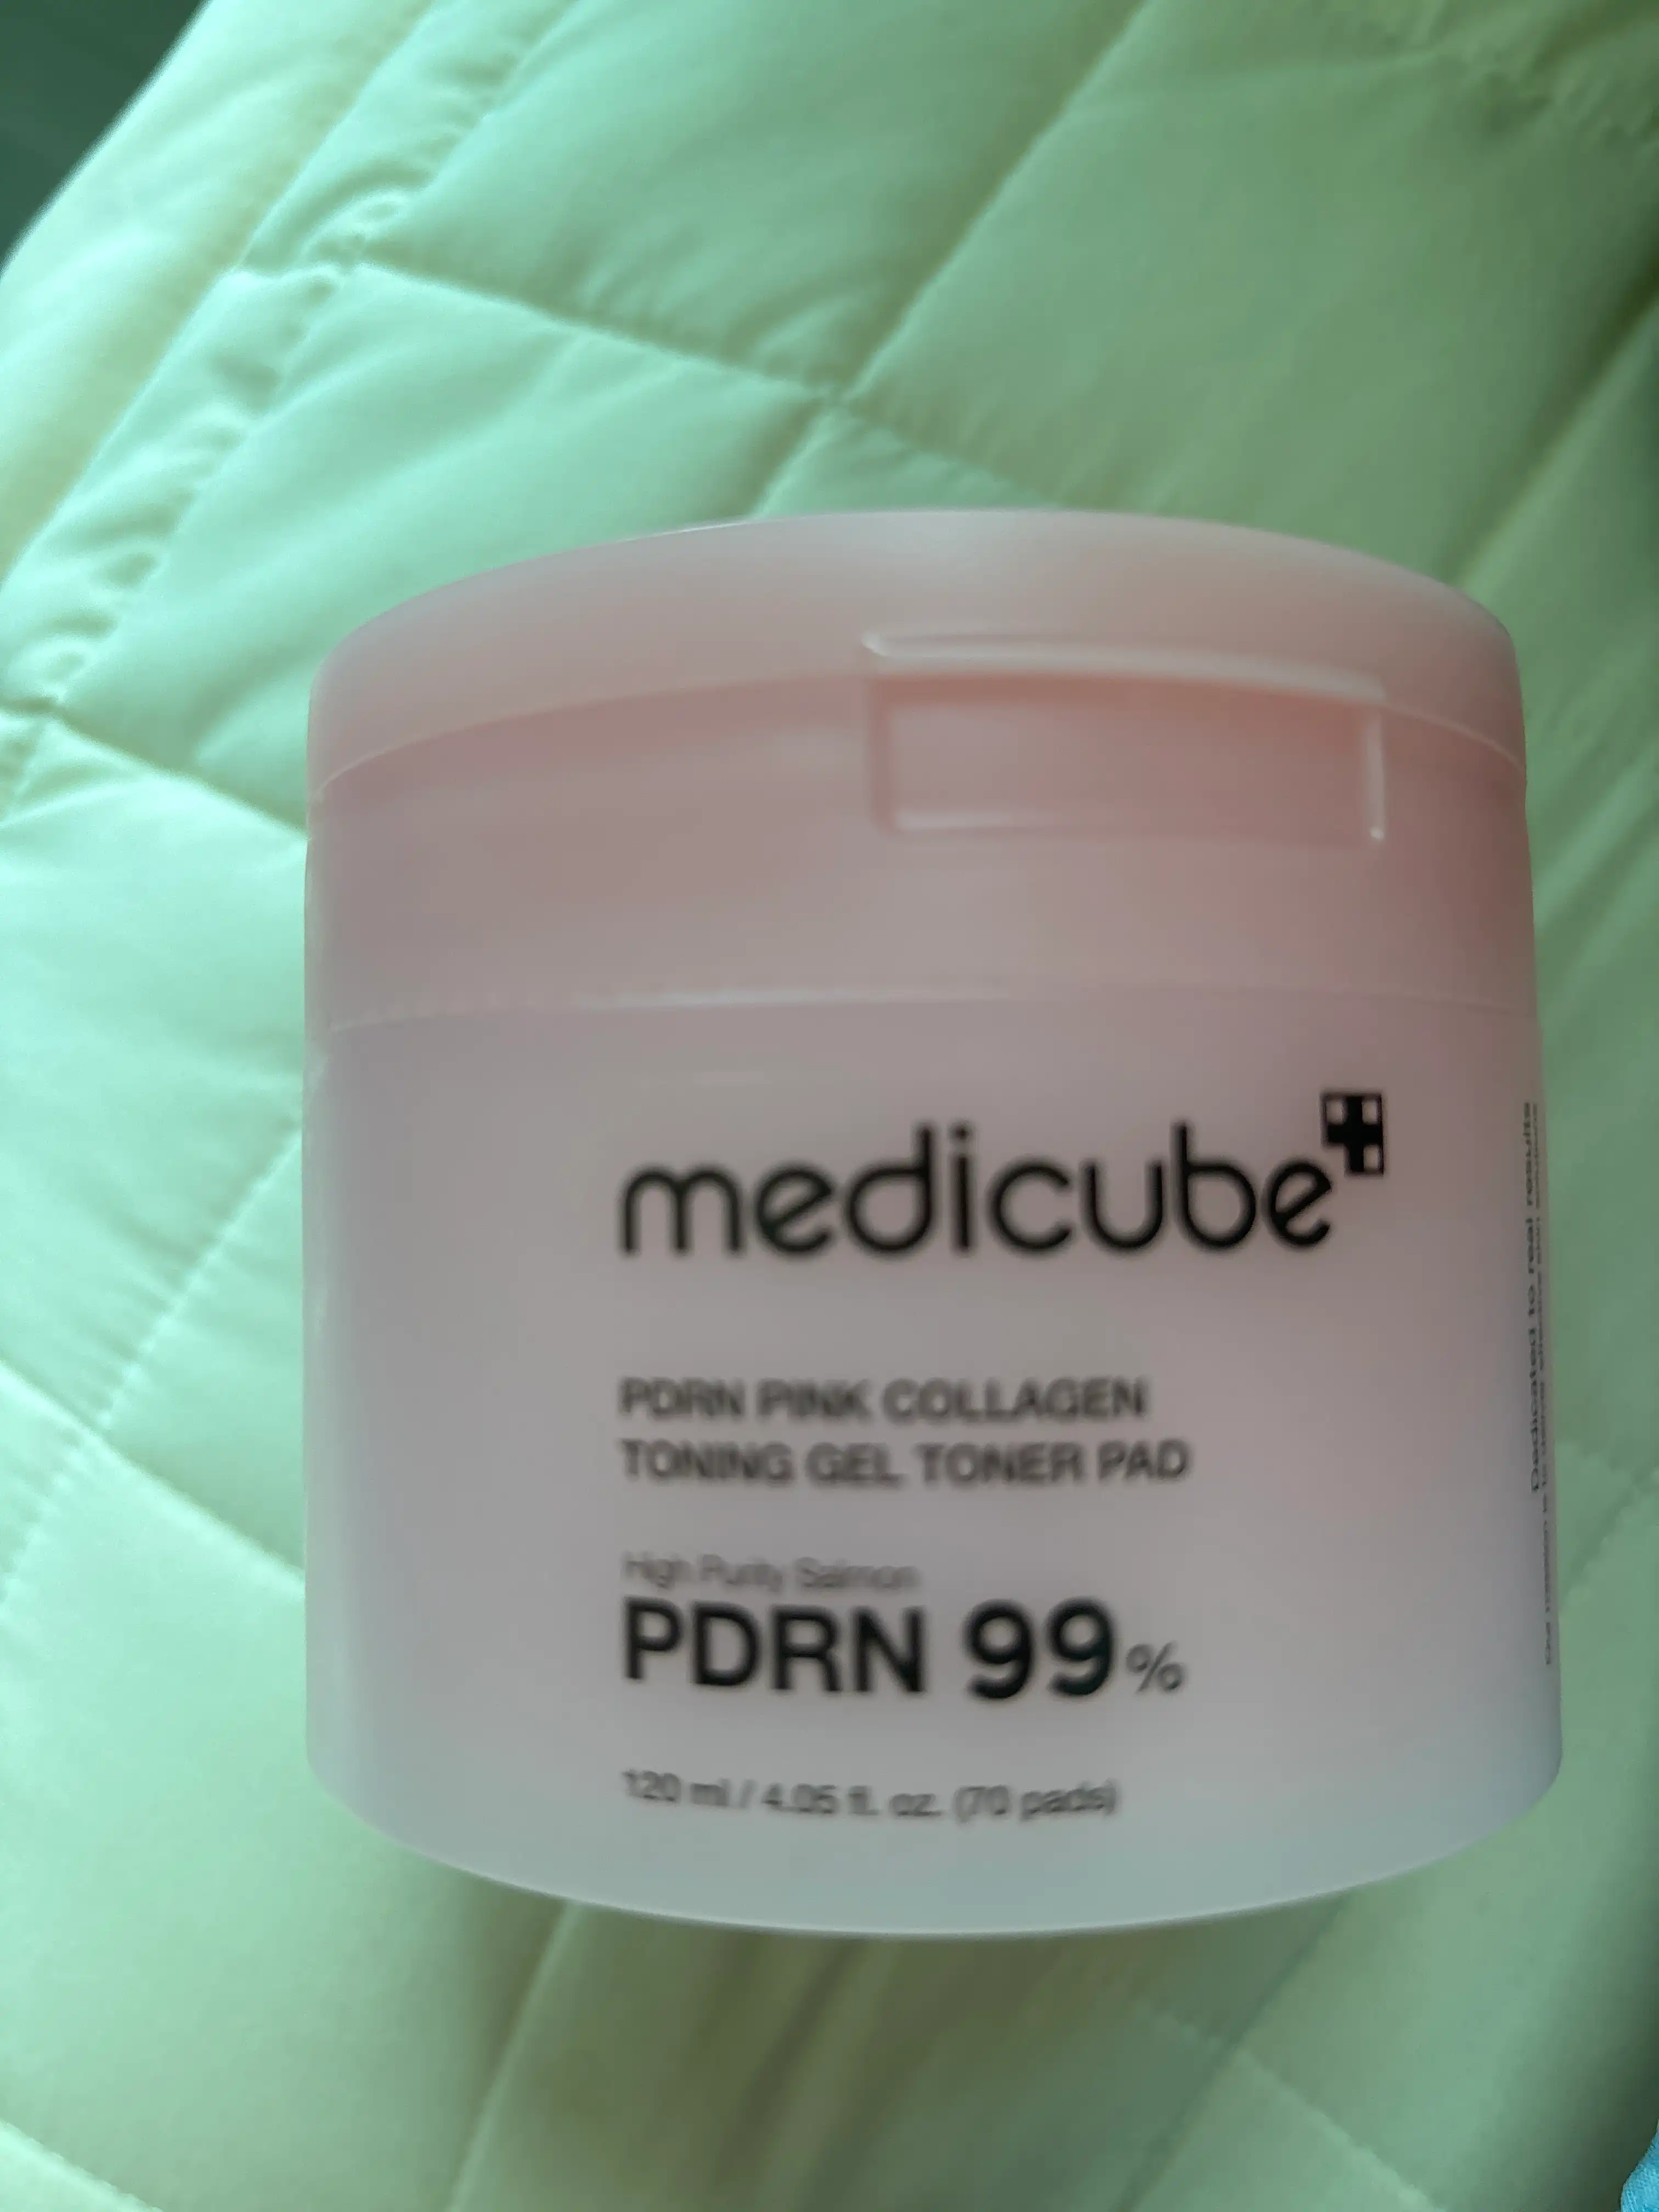 medicube
PDRN PINK COLLAGEN
TONING GEL TONER PAD
High Purity Salmon
PDRN 99%
120 ml / 4.05 fl. oz. (70 pads)
Dedicated to real results